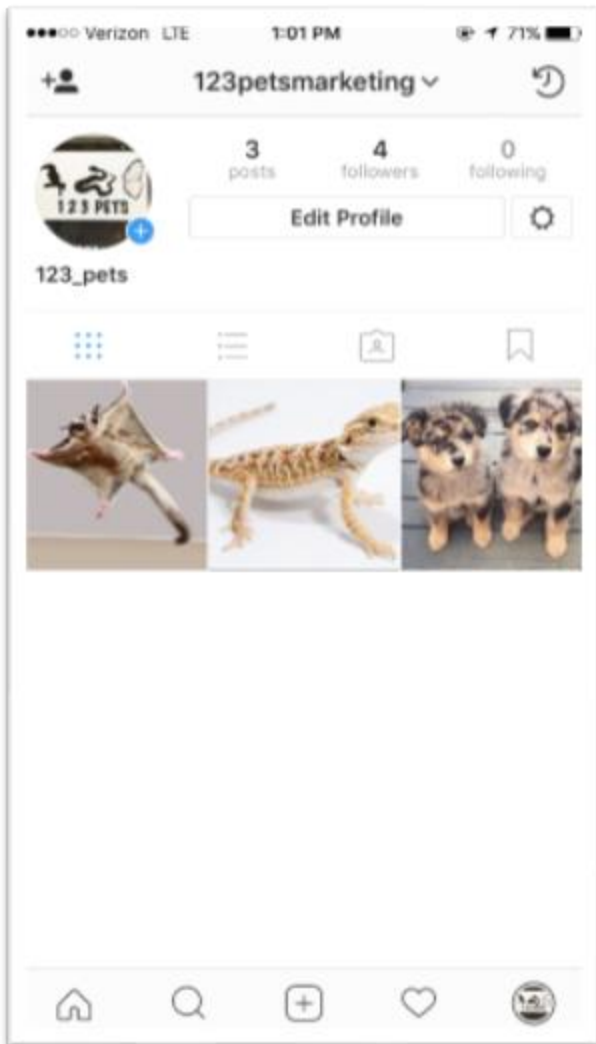 Verizon LTE 1:01 PM 71%
123petsmarketing
3 4 0
posts followers following
Edit Profile
123 PETS
123_pets